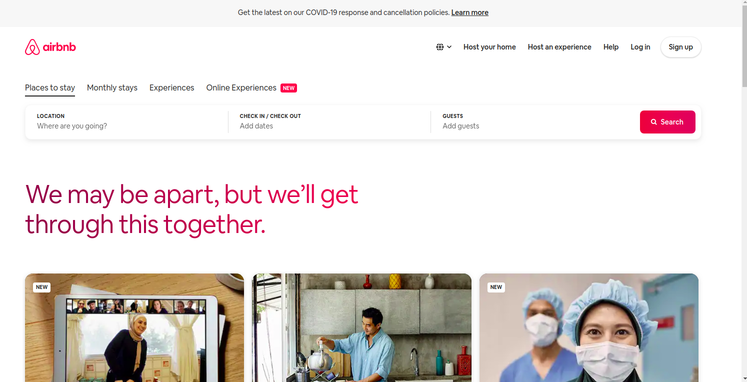 Get the latest on our COVID-19 response and cancellation policies. Learn more
airbnb
Host your home
Host an experience
Help
Log in
Sign up
Places to stay
Monthly stays
Experiences
Online Experiences NEW
LOCATION
Where are you going?
CHECK IN / CHECK OUT
Add dates
GUESTS
Add guests
Search
We may be apart, but we’ll get
through this together.
NEW
NEW